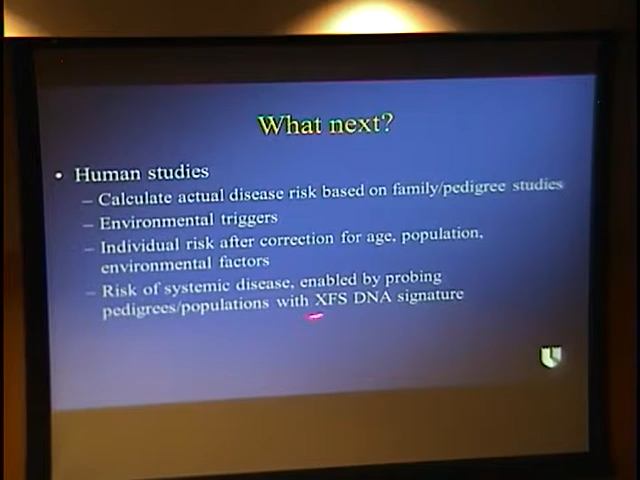 What next?
• Human studies
– Calculate actual disease risk based on family/pedigree studies
– Environmental triggers
– Individual risk after correction for age, population,
environmental factors
– Risk of systemic disease, enabled by probing
pedigrees/populations with XFS DNA signature